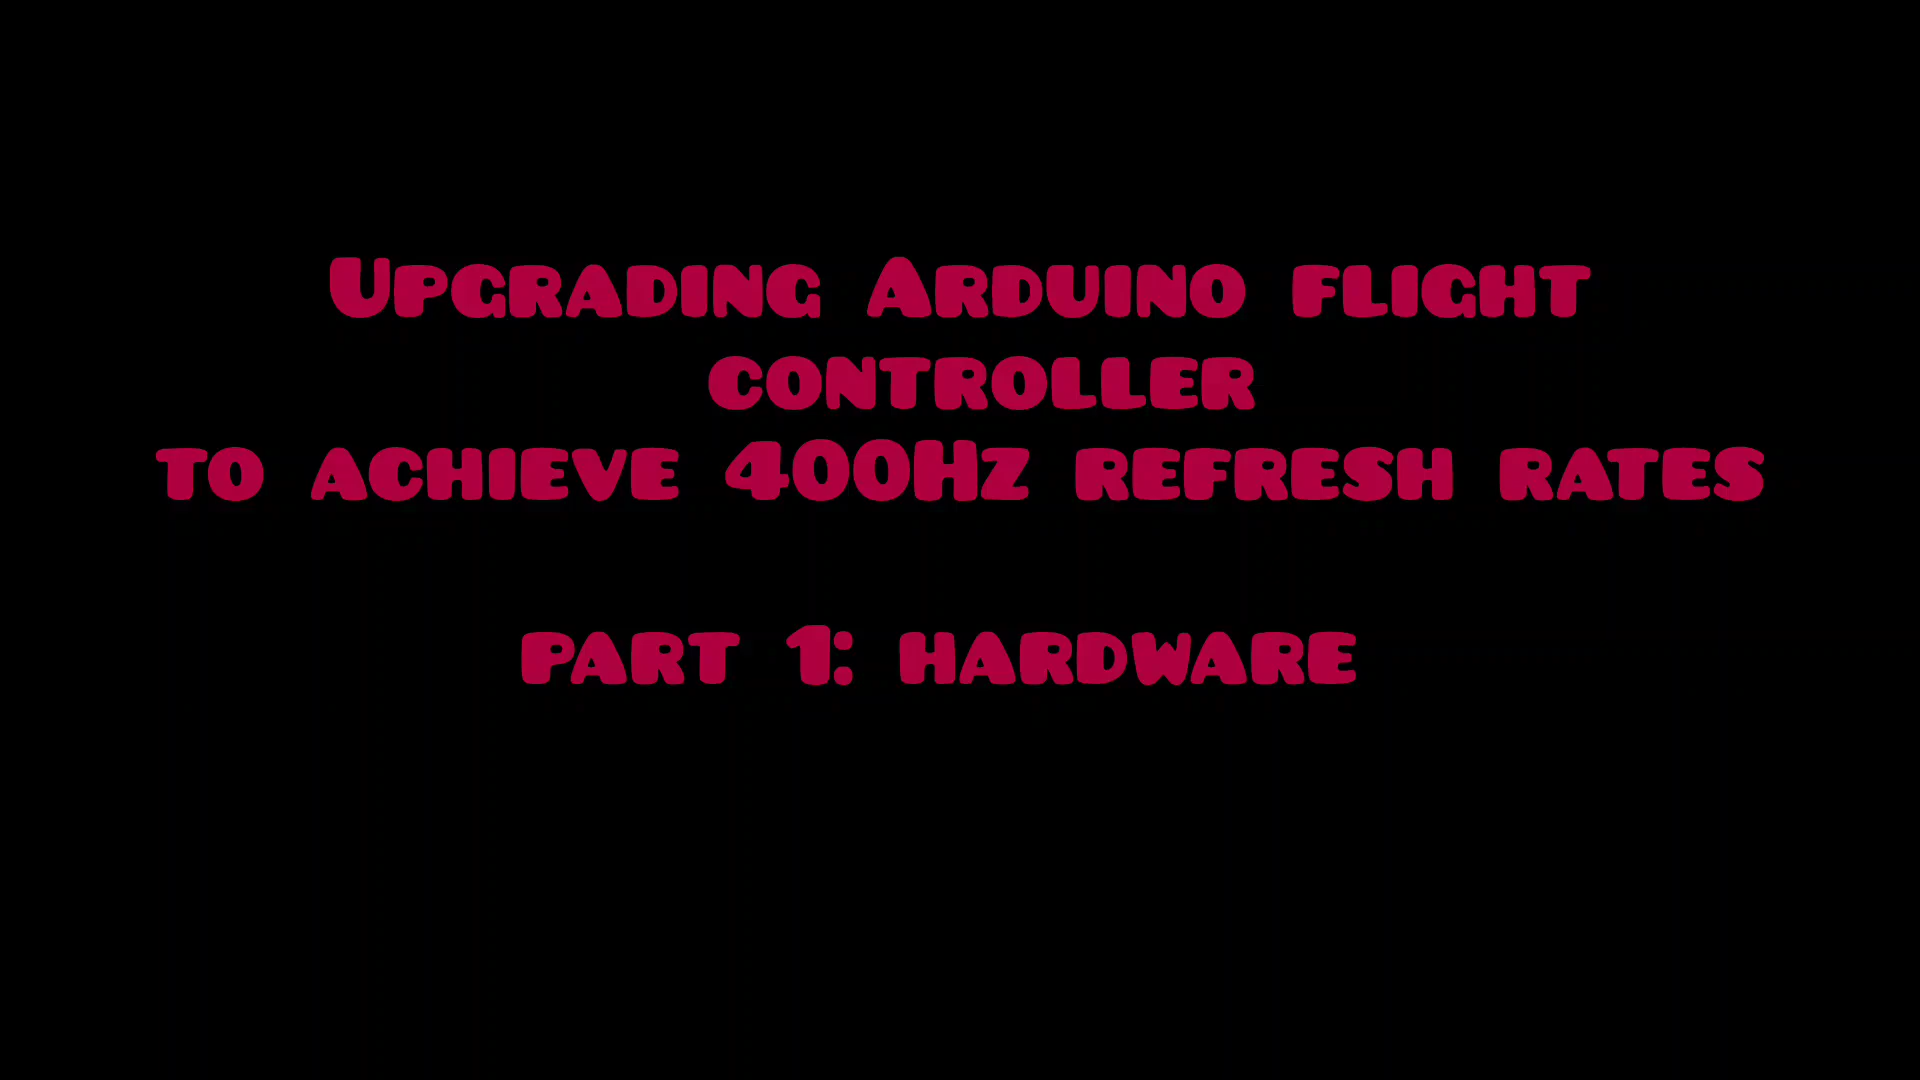 Upgrading Arduino flight
controller
to achieve 400Hz refresh rates
part 1: hardware